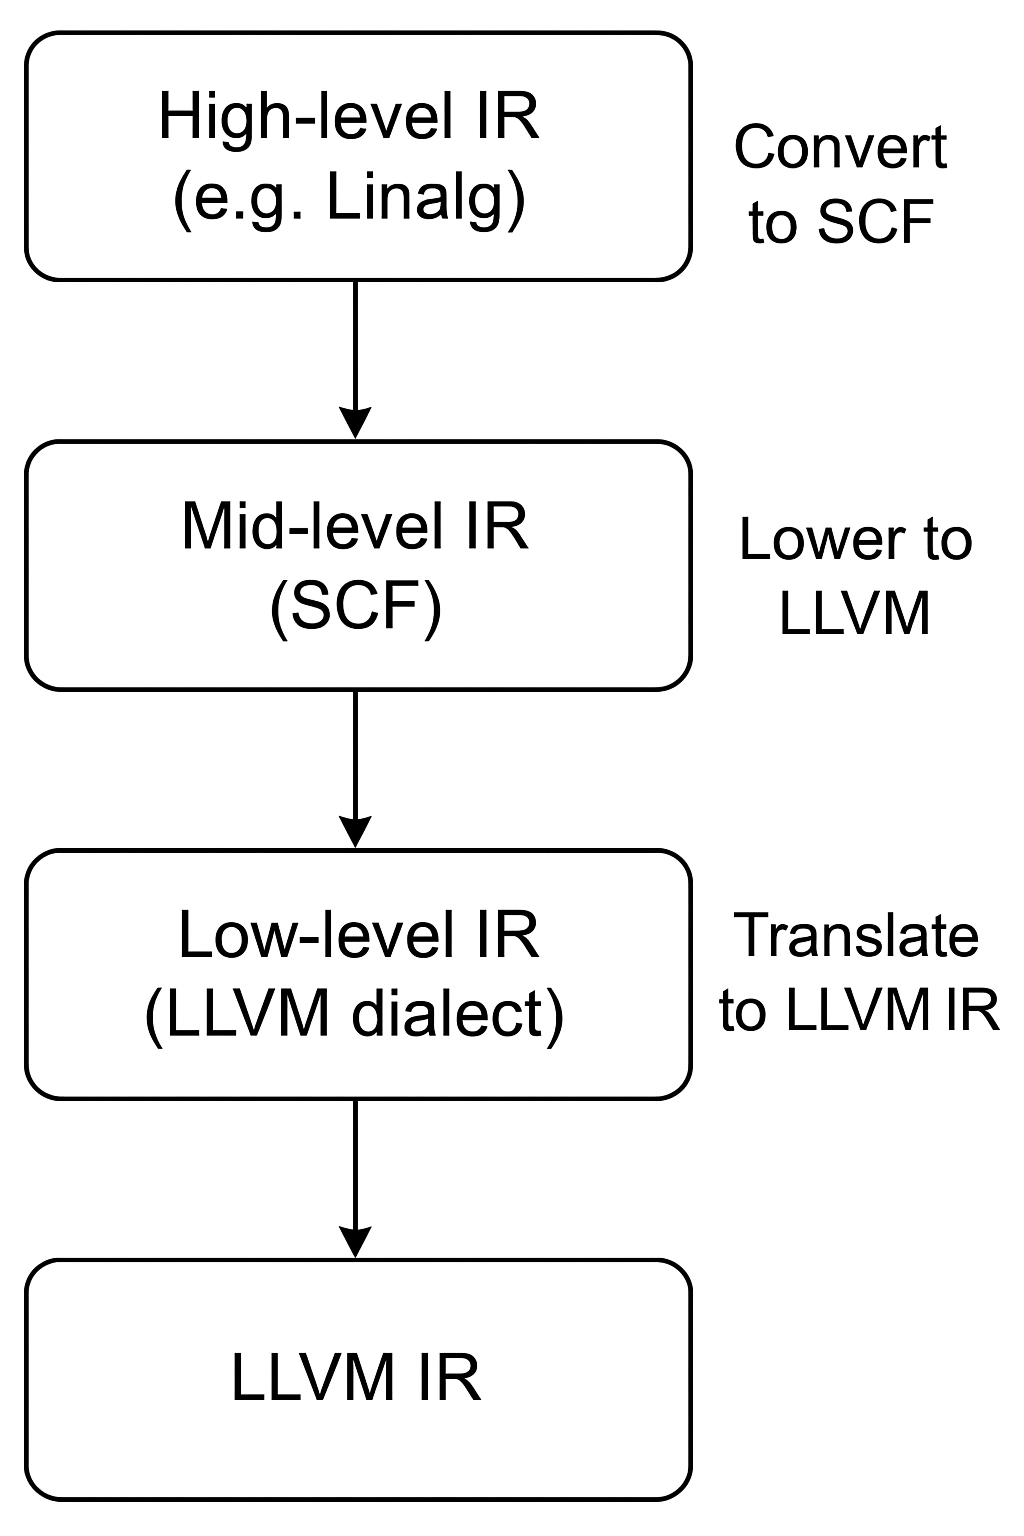 High-level IR
(e.g. Linalg)
Convert
to SCF
Mid-level IR
(SCF)
Lower to
LLVM
Low-level IR
(LLVM dialect)
Translate
to LLVM IR
LLVM IR